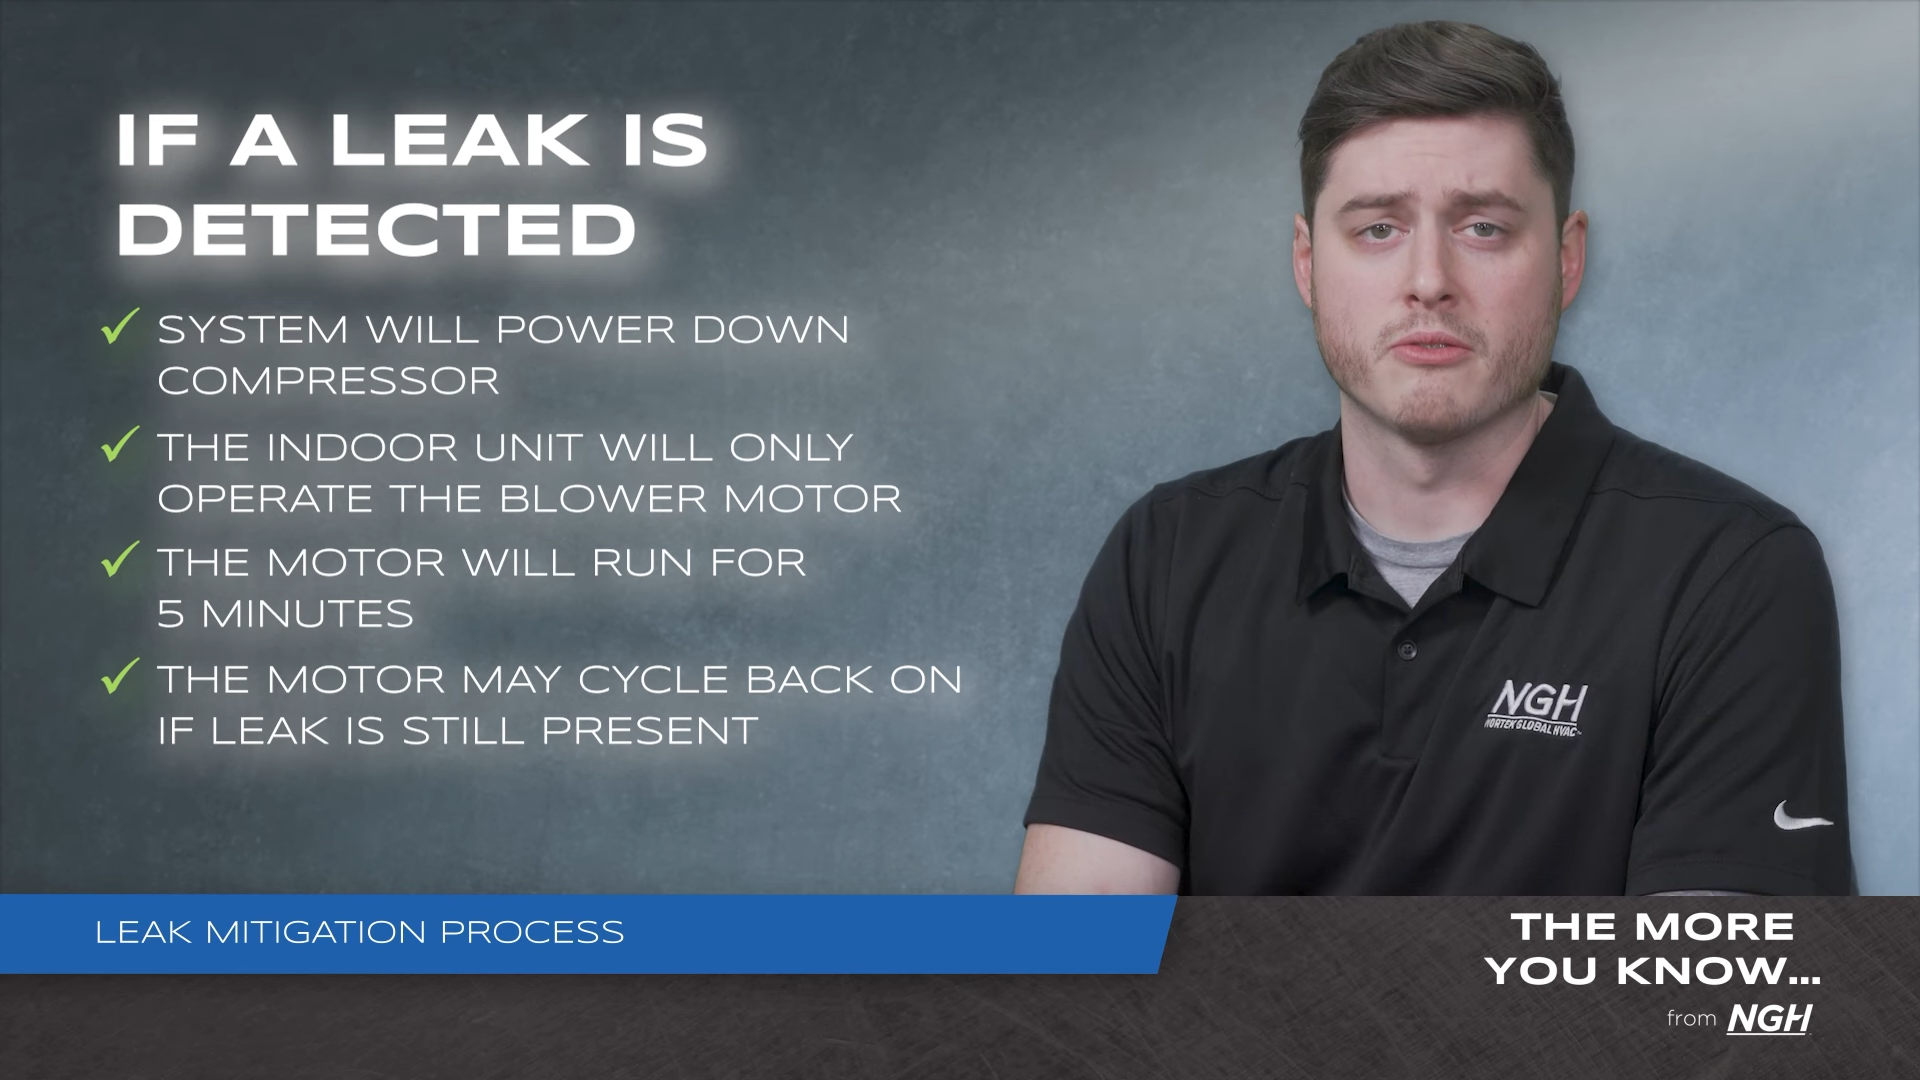 IF A LEAK IS
DETECTED
SYSTEM WILL POWER DOWN
COMPRESSOR
THE INDOOR UNIT WILL ONLY
OPERATE THE BLOWER MOTOR
THE MOTOR WILL RUN FOR
5 MINUTES
THE MOTOR MAY CYCLE BACK ON
IF LEAK IS STILL PRESENT
NGH
NORTEK GLOBAL HVAC
LEAK MITIGATION PROCESS
THE MORE
YOU KNOW...
from NGH